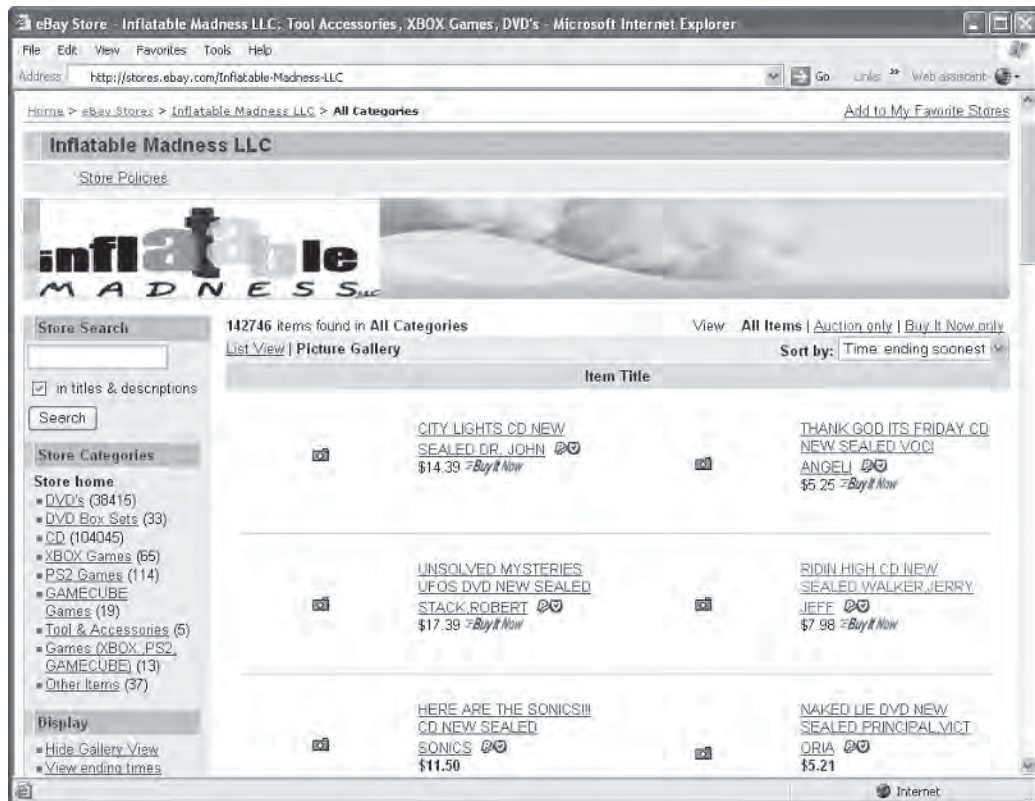 eBay Store - Inflatable Madness LLC: Tool Accessories, XBOX Games, DVD's - Microsoft Internet Explorer
File Edit View Favorites Tools Help
Address http://stores.ebay.com/Inflatable-Madness-LLC Go Links » Web assistant
Home > eBay Stores > Inflatable Madness LLC > All Categories
Add to My Favorite Stores
Inflatable Madness LLC
Store Policies
inflatable
MADNESS LLC
Store Search
in titles & descriptions
Search
Store Categories
Store home
DVD's (38415)
DVD Box Sets (33)
CD (104045)
XBOX Games (65)
PS2 Games (114)
GAMECUBE
Games (19)
Tool & Accessories (5)
Games (XBOX ,PS2,
GAMECUBE) (13)
Other Items (37)
Display
Hide Gallery View
View ending times
142746 items found in All Categories
View All Items | Auction only | Buy It Now only
List View | Picture Gallery
Sort by: Time: ending soonest
Item Title
CITY LIGHTS CD NEW
SEALED DR. JOHN
$14.39 =Buy It Now
THANK GOD ITS FRIDAY CD
NEW SEALED VOCI
ANGELI
$5.25 =Buy It Now
UNSOLVED MYSTERIES
UFOS DVD NEW SEALED
STACK,ROBERT
$17.39 =Buy It Now
RIDIN HIGH CD NEW
SEALED WALKER,JERRY
JEFF
$7.98 =Buy It Now
HERE ARE THE SONICS!!!
CD NEW SEALED
SONICS
$11.50
NAKED LIE DVD NEW
SEALED PRINCIPAL,VICT
ORIA
$5.21
Internet